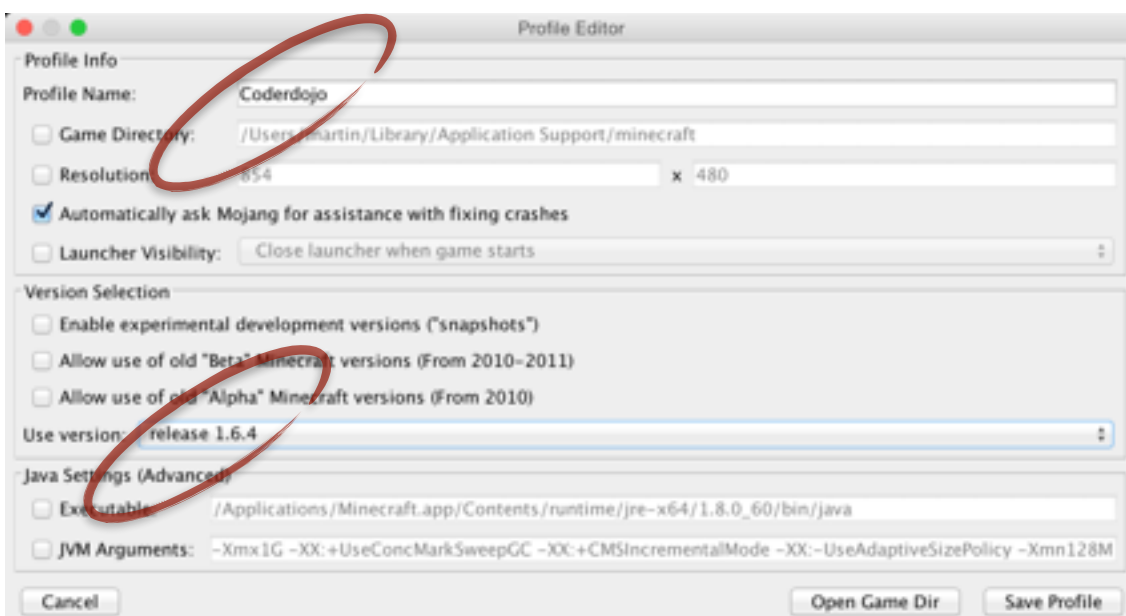 Profile Editor
Profile Info
Profile Name: Coderdojo
Game Directory: /Users/martin/Library/Application Support/minecraft
Resolution: 854 x 480
Automatically ask Mojang for assistance with fixing crashes
Launcher Visibility: Close launcher when game starts
Version Selection
Enable experimental development versions ("snapshots")
Allow use of old "Beta" Minecraft versions (From 2010-2011)
Allow use of old "Alpha" Minecraft versions (From 2010)
Use version: release 1.6.4
Java Settings (Advanced)
Executable: /Applications/Minecraft.app/Contents/runtime/jre-x64/1.8.0_60/bin/java
JVM Arguments: -Xmx1G -XX:+UseConcMarkSweepGC -XX:+CMSIncrementalMode -XX:-UseAdaptiveSizePolicy -Xmn128M
Cancel Open Game Dir Save Profile